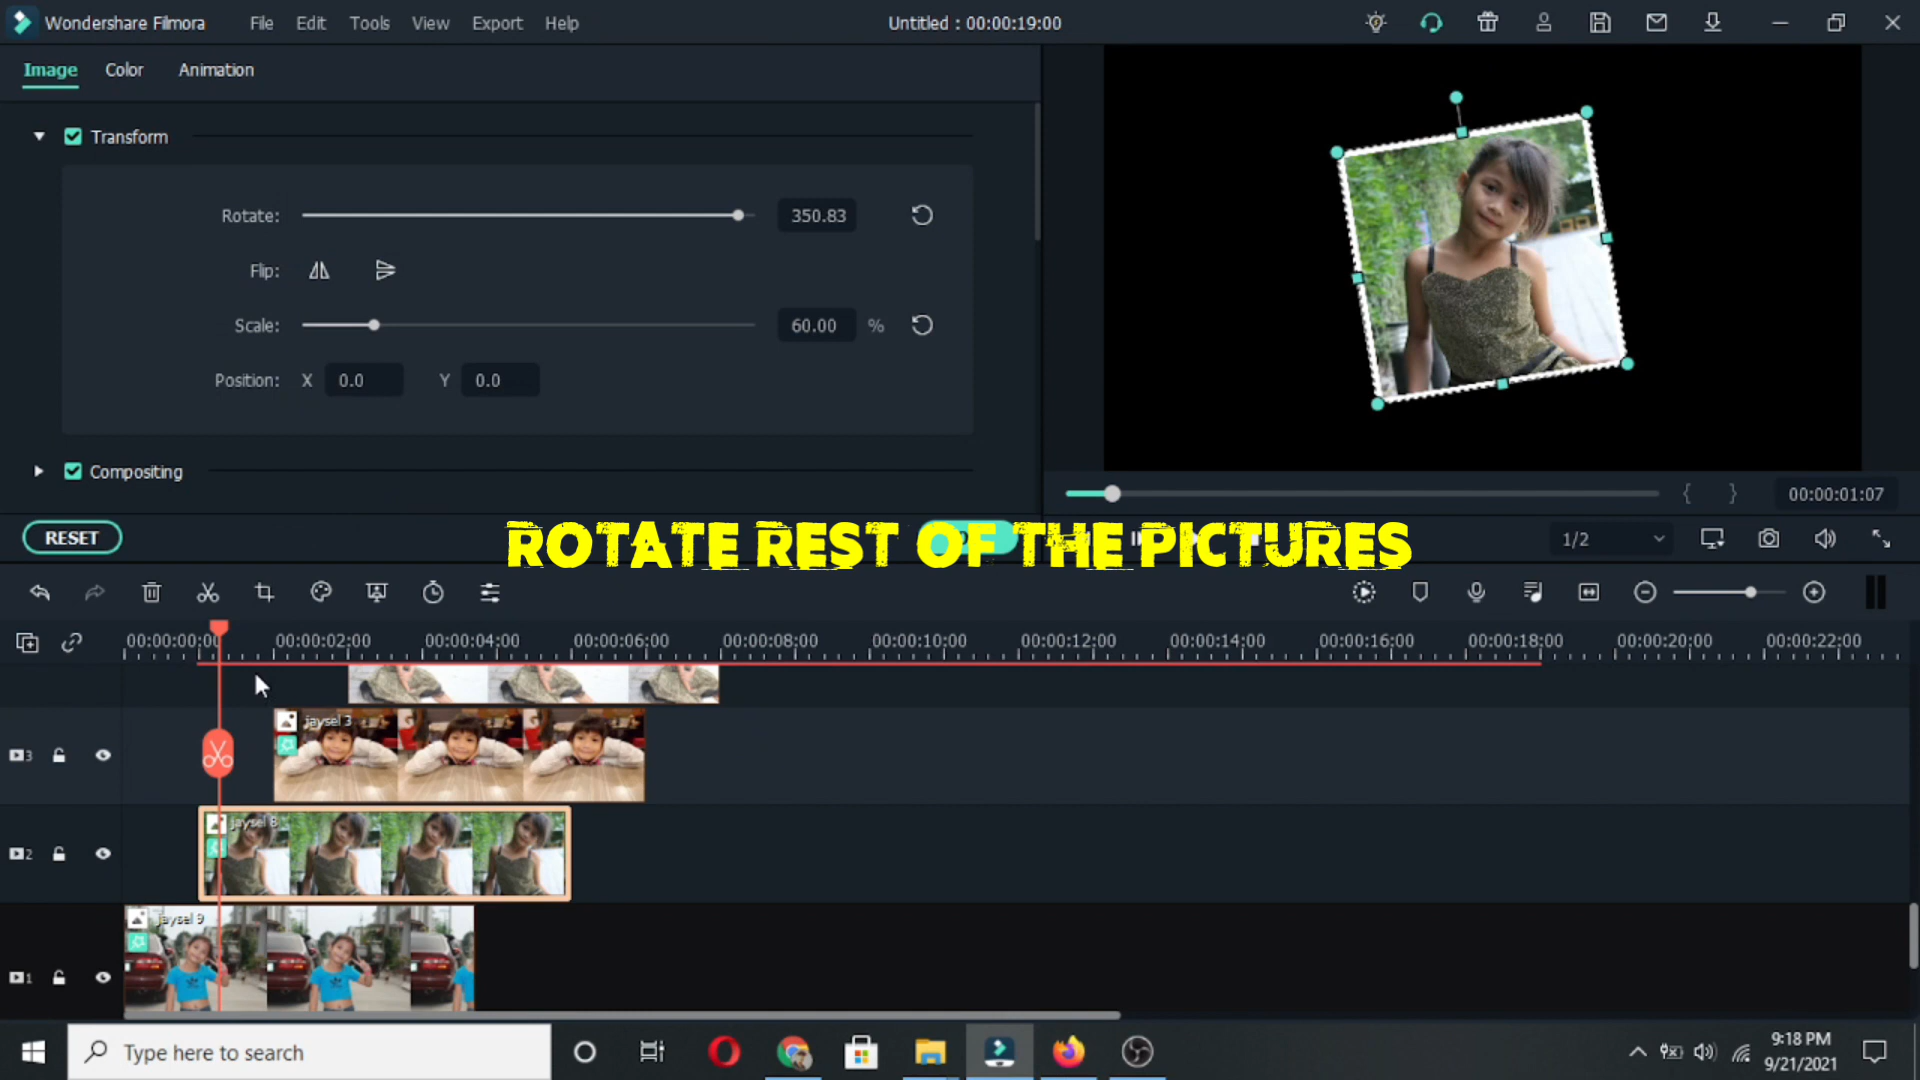 Wondershare Filmora File Edit Tools View Export Help Untitled : 00:00:19:00
Image Color Animation
Transform
Rotate: 350.83
Flip:
Scale: 60.00 %
Position: X 0.0 Y 0.0
Compositing
{ } 00:00:01:07
RESET
1/2
ROTATE REST OF THE PICTURES
00:00:00:00 00:00:02:00 00:00:04:00 00:00:06:00 00:00:08:00 00:00:10:00 00:00:12:00 00:00:14:00 00:00:16:00 00:00:18:00 00:00:20:00 00:00:22:00
jaysel 3
3
jaysel 8
2
jaysel 9
1
Type here to search
9:18 PM
9/21/2021